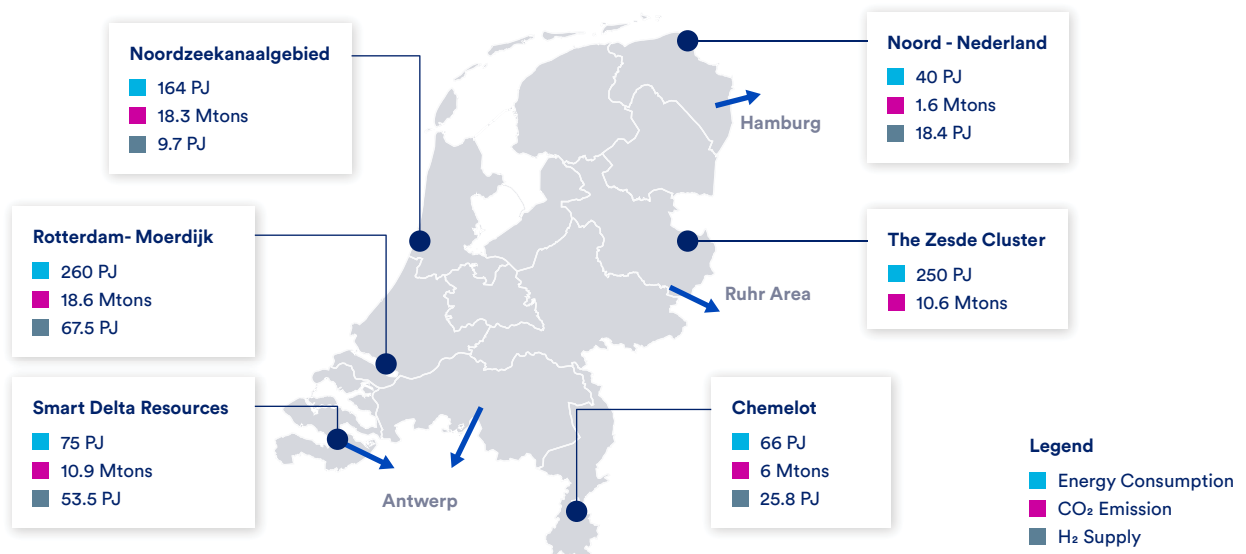 Noordzeekanaalgebied
164 PJ
18.3 Mtons
9.7 PJ
Noord - Nederland
40 PJ
1.6 Mtons
18.4 PJ
Hamburg
Rotterdam- Moerdijk
260 PJ
18.6 Mtons
67.5 PJ
The Zesde Cluster
250 PJ
10.6 Mtons
Ruhr Area
Smart Delta Resources
75 PJ
10.9 Mtons
53.5 PJ
Antwerp
Chemelot
66 PJ
6 Mtons
25.8 PJ
Legend
Energy Consumption
CO₂ Emission
H₂ Supply